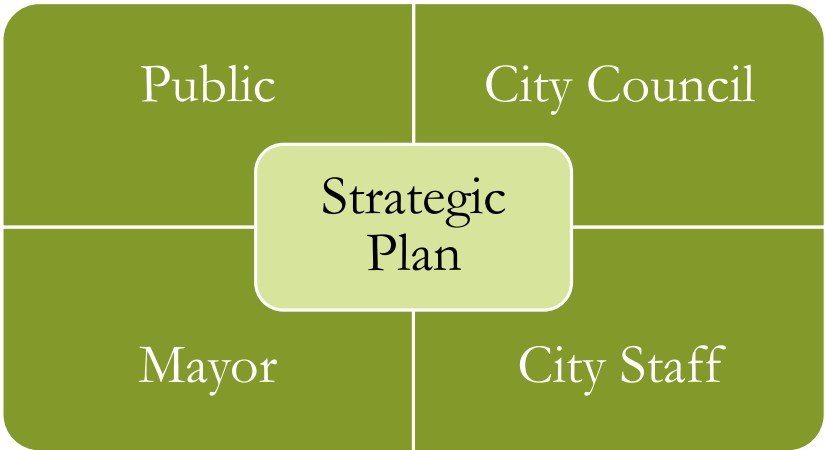 Public
City Council
Strategic
Plan
Mayor
City Staff